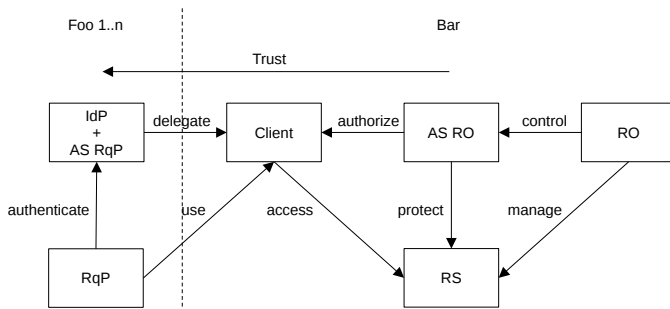 Foo 1..n
Bar
Trust
IdP
+
AS RqP
delegate
Client
authorize
AS RO
control
RO
authenticate
use
access
protect
manage
RqP
RS